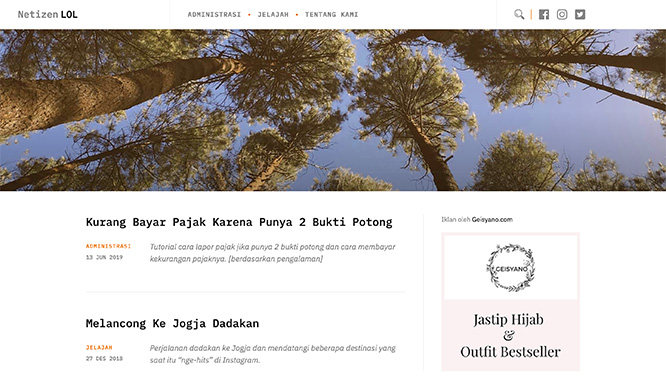 Netizen LOL
ADMINISTRASI • JELAJAH • TENTANG KAMI
Kurang Bayar Pajak Karena Punya 2 Bukti Potong
ADMINISTRASI
13 JUN 2019
Tutorial cara lapor pajak jika punya 2 bukti potong dan cara membayar
kekurangan pajaknya. [berdasarkan pengalaman]
Melancong Ke Jogja Dadakan
JELAJAH
27 DES 2018
Perjalanan dadakan ke Jogja dan mendatangi beberapa destinasi yang
saat itu "nge-hits" di Instagram.
Iklan oleh Geisyano.com
GEISYANO
Jastip Hijab
&
Outfit Bestseller